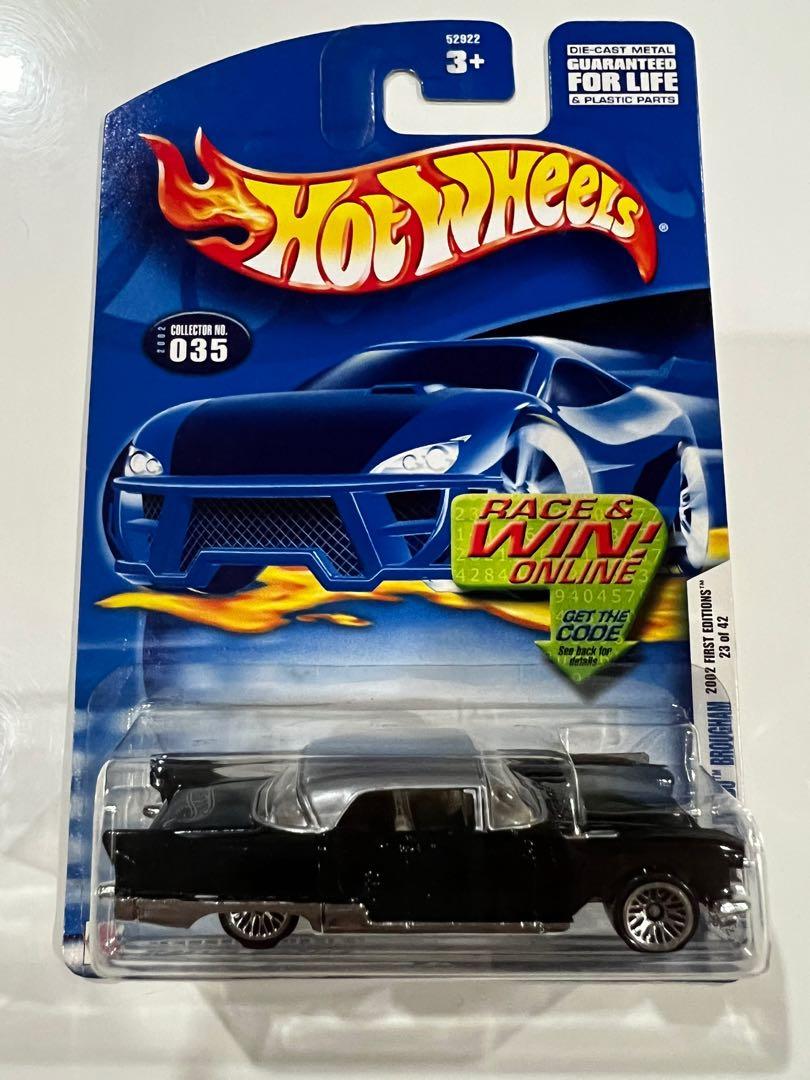 52922
3+
DIE-CAST METAL
GUARANTEED
FOR LIFE
& PLASTIC PARTS
Hot Wheels®
2002
COLLECTOR NO.
035
RACE &
WIN!
ONLINE
GET THE
CODE
See back for
details.
BROUGHAM 2002 FIRST EDITIONS™
23 of 42